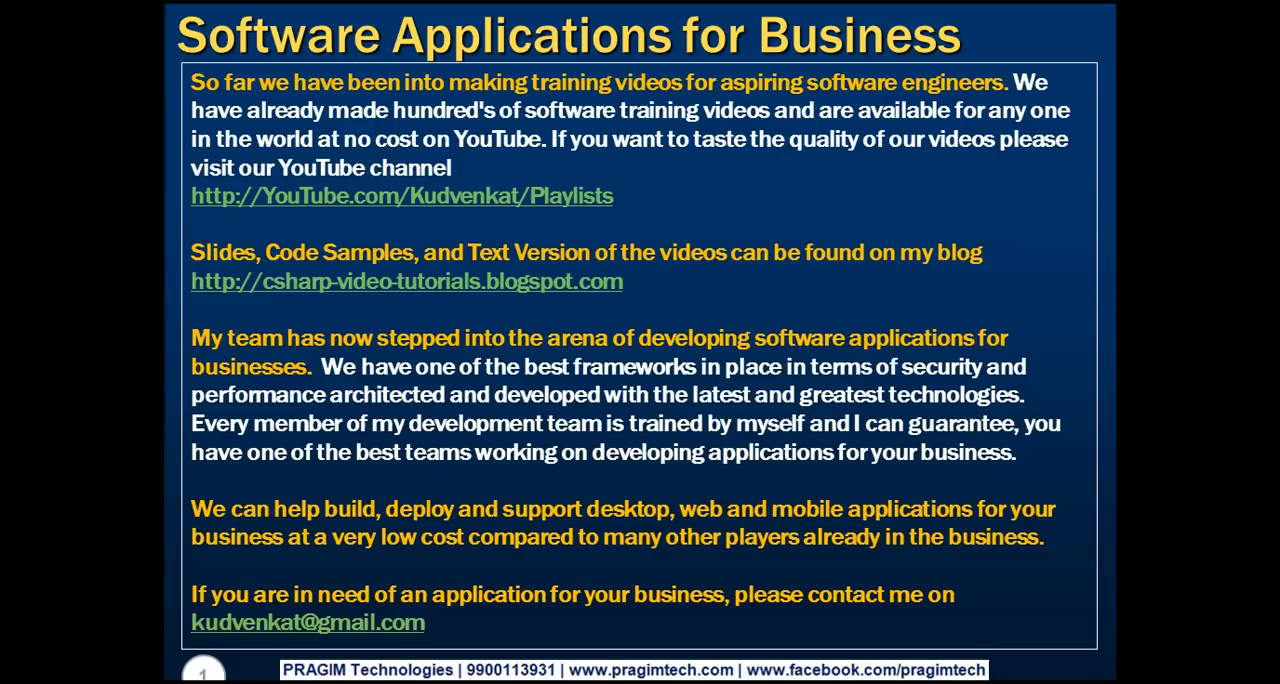 Software Applications for Business
So far we have been into making training videos for aspiring software engineers. We
have already made hundred's of software training videos and are available for any one
in the world at no cost on YouTube. If you want to taste the quality of our videos please
visit our YouTube channel
http://YouTube.com/Kudvenkat/Playlists
Slides, Code Samples, and Text Version of the videos can be found on my blog
http://csharp-video-tutorials.blogspot.com
My team has now stepped into the arena of developing software applications for
businesses. We have one of the best frameworks in place in terms of security and
performance architected and developed with the latest and greatest technologies.
Every member of my development team is trained by myself and I can guarantee, you
have one of the best teams working on developing applications for your business.
We can help build, deploy and support desktop, web and mobile applications for your
business at a very low cost compared to many other players already in the business.
If you are in need of an application for your business, please contact me on
kudvenkat@gmail.com
1
PRAGIM Technologies | 9900113931 | www.pragimtech.com | www.facebook.com/pragimtech